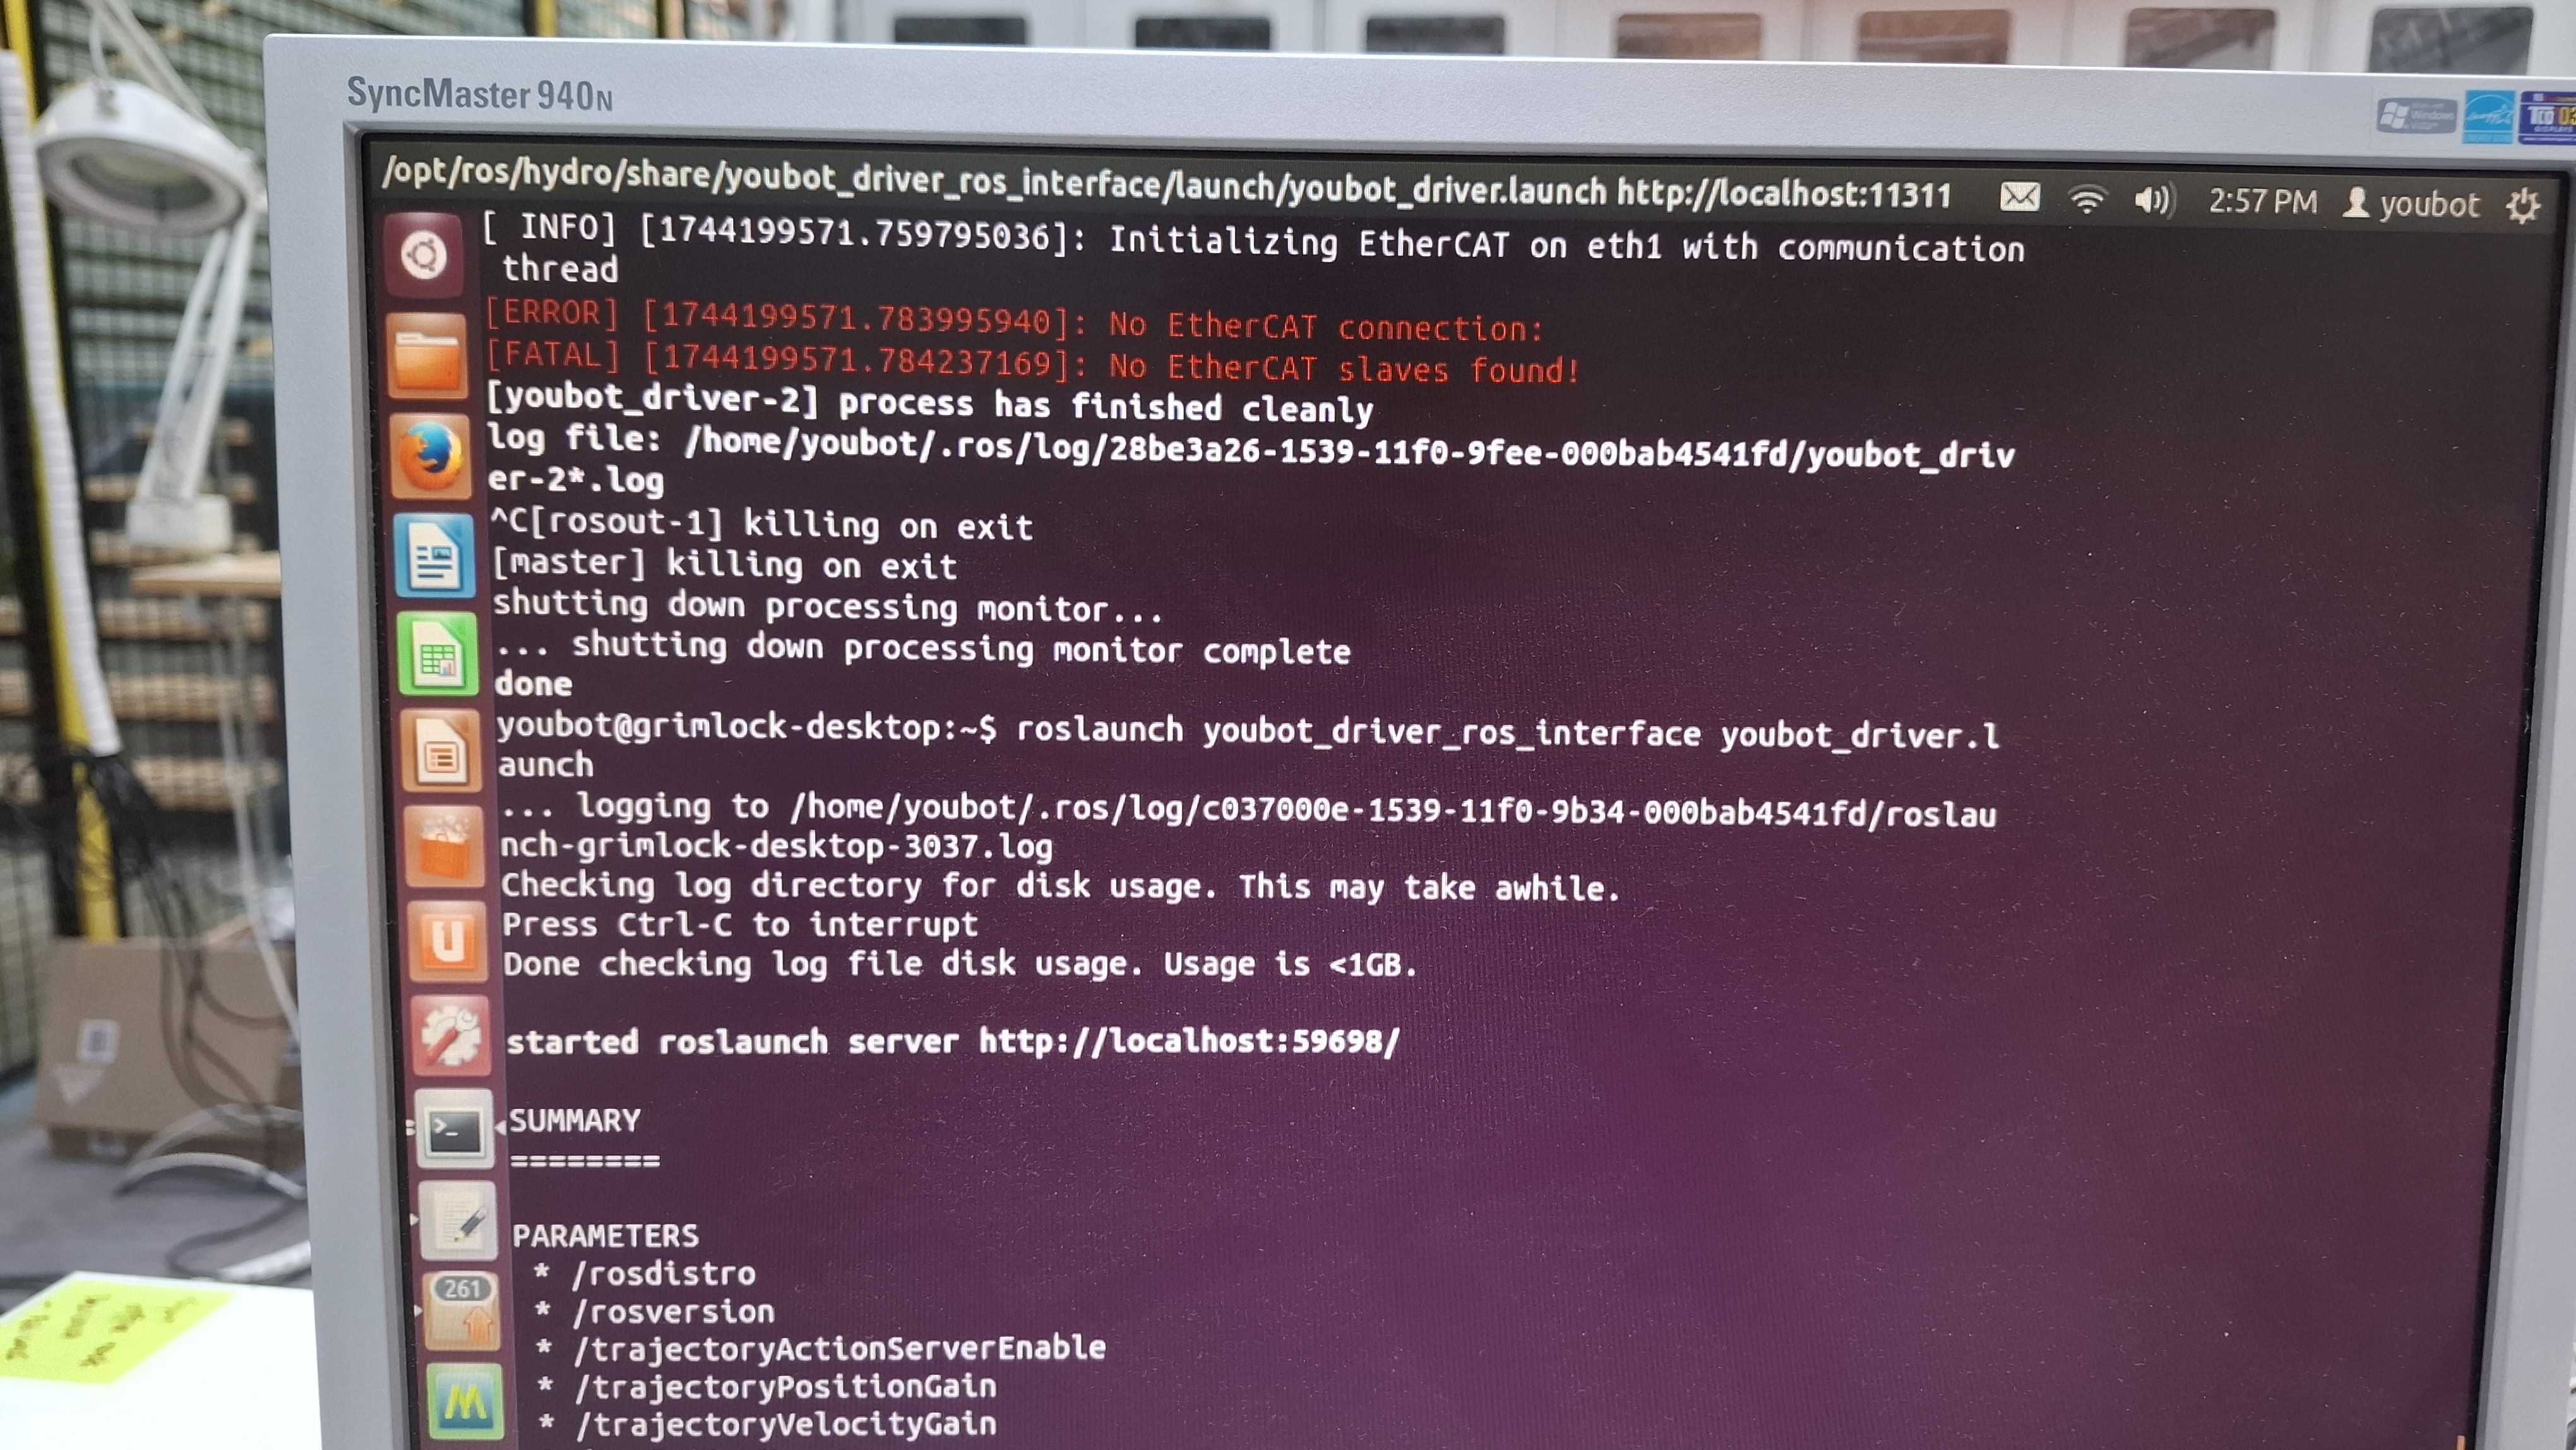 SyncMaster 940N
/opt/ros/hydro/share/youbot_driver_ros_interface/launch/youbot_driver.launch http://localhost:11311 2:57 PM youbot
[ INFO] [1744199571.759795036]: Initializing EtherCAT on eth1 with communication
thread
[ERROR] [1744199571.783995940]: No EtherCAT connection:
[FATAL] [1744199571.784237169]: No EtherCAT slaves found!
[youbot_driver-2] process has finished cleanly
log file: /home/youbot/.ros/log/28be3a26-1539-11f0-9fee-000bab4541fd/youbot_driv
er-2*.log
^C[rosout-1] killing on exit
[master] killing on exit
shutting down processing monitor...
... shutting down processing monitor complete
done
youbot@grimlock-desktop:~$ roslaunch youbot_driver_ros_interface youbot_driver.l
aunch
... logging to /home/youbot/.ros/log/c037000e-1539-11f0-9b34-000bab4541fd/roslau
nch-grimlock-desktop-3037.log
Checking log directory for disk usage. This may take awhile.
Press Ctrl-C to interrupt
Done checking log file disk usage. Usage is <1GB.
started roslaunch server http://localhost:59698/
SUMMARY
========
PARAMETERS
* /rosdistro
* /rosversion
* /trajectoryActionServerEnable
* /trajectoryPositionGain
* /trajectoryVelocityGain
261